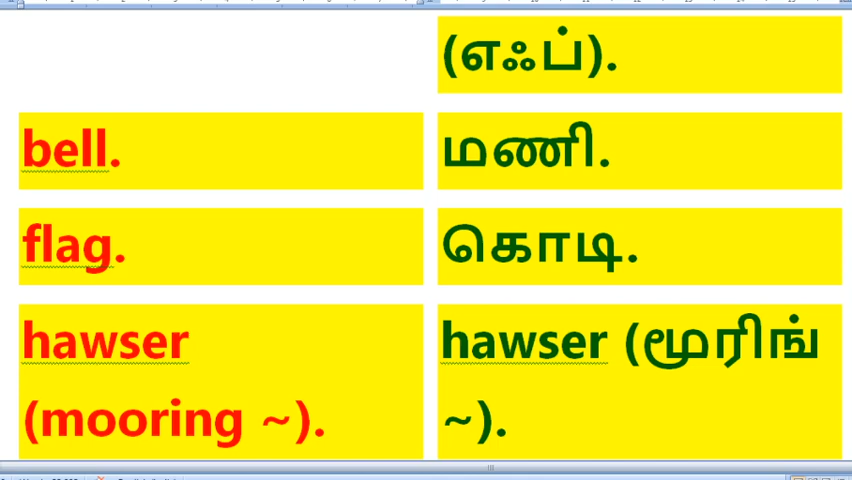 (எஃப்).
bell.
மணி.
flag.
கொடி.
hawser
(mooring ~).
hawser (மூரிங்
~).